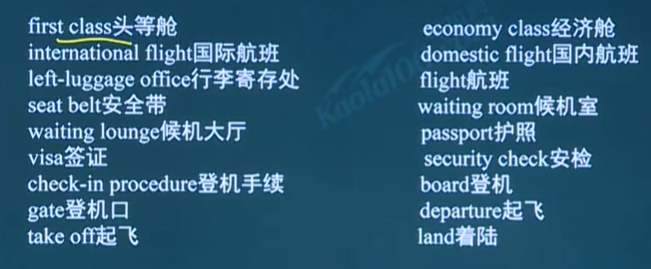 first class头等舱 economy class经济舱
international flight国际航班 domestic flight国内航班
left-luggage office行李寄存处 flight航班
seat belt安全带 waiting room候机室
waiting lounge候机大厅 passport护照
visa签证 security check安检
check-in procedure登机手续 board登机
gate登机口 departure起飞
take off起飞 land着陆